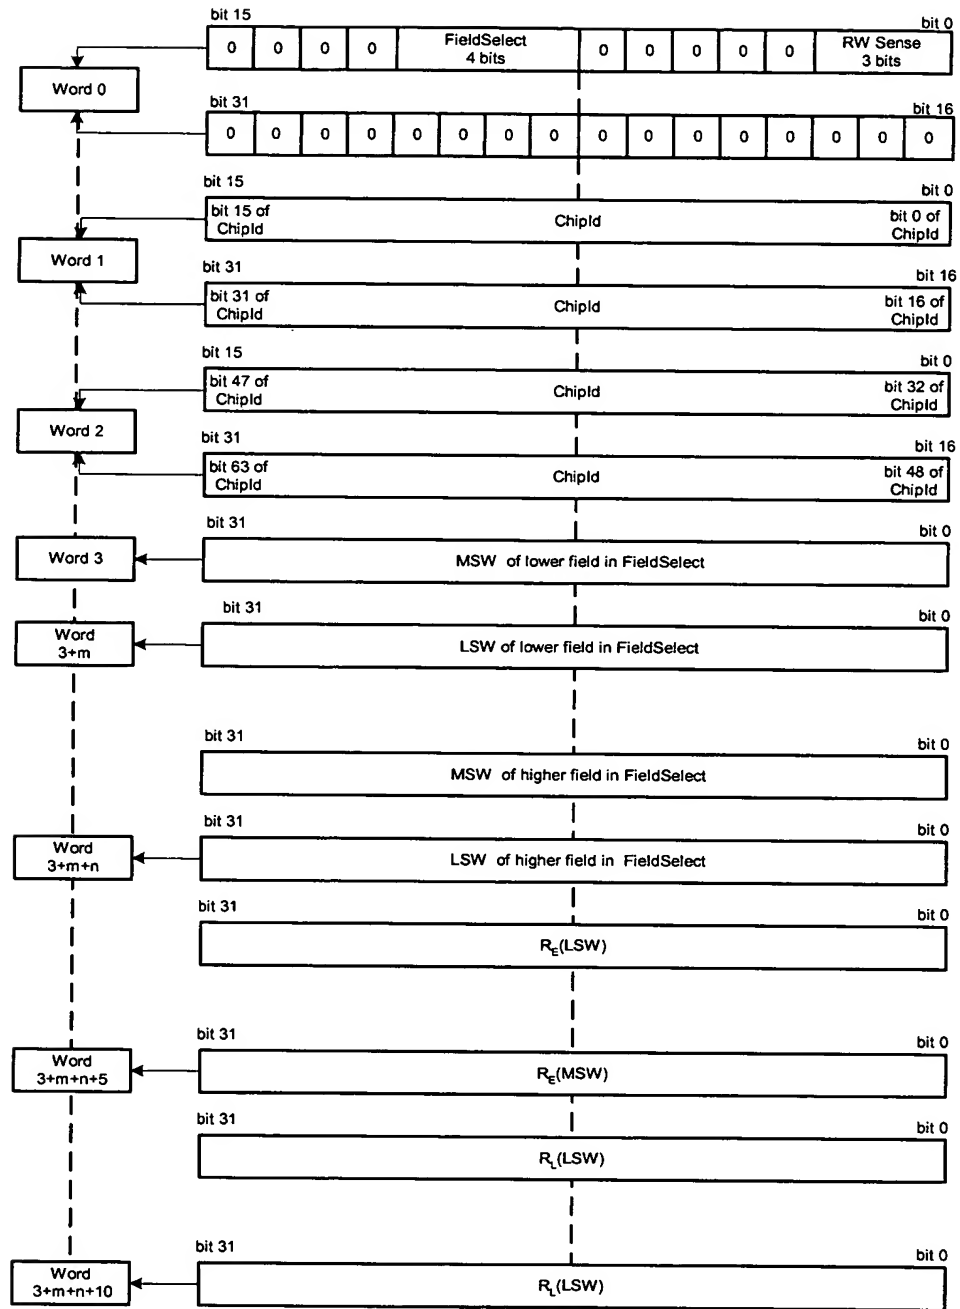 bit 15
bit 0
0 0 0 0 FieldSelect 0 0 0 0 0 RW Sense
4 bits 3 bits
Word 0
bit 31
bit 16
0 0 0 0 0 0 0 0 0 0 0 0 0 0 0 0
bit 15
bit 0
bit 15 of ChipId bit 0 of
ChipId ChipId
Word 1
bit 31
bit 16
bit 31 of ChipId bit 16 of
ChipId ChipId
bit 15
bit 0
bit 47 of ChipId bit 32 of
ChipId ChipId
Word 2
bit 31
bit 16
bit 63 of ChipId bit 48 of
ChipId ChipId
bit 31
bit 0
Word 3
MSW of lower field in FieldSelect
bit 31
bit 0
Word
3+m
LSW of lower field in FieldSelect
bit 31
bit 0
MSW of higher field in FieldSelect
bit 31
bit 0
Word
3+m+n
LSW of higher field in FieldSelect
bit 31
bit 0
R_E(LSW)
bit 31
bit 0
Word
3+m+n+5
R_E(MSW)
bit 31
bit 0
R_L(LSW)
bit 31
bit 0
Word
3+m+n+10
R_L(LSW)